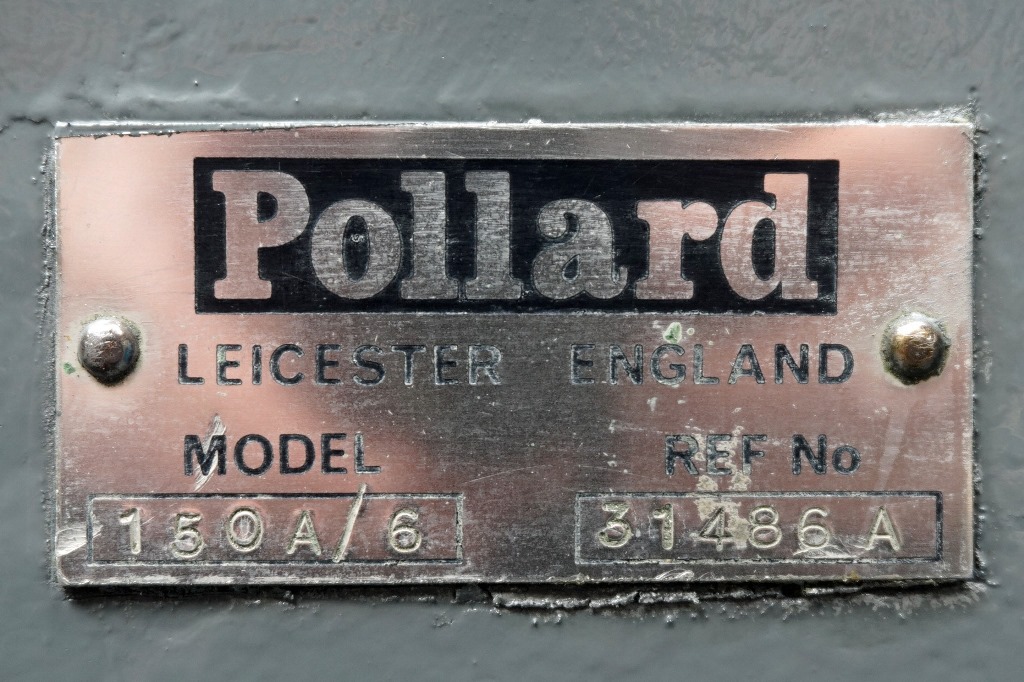 Pollard
LEICESTER ENGLAND
MODEL REF No
150A/6 31486A